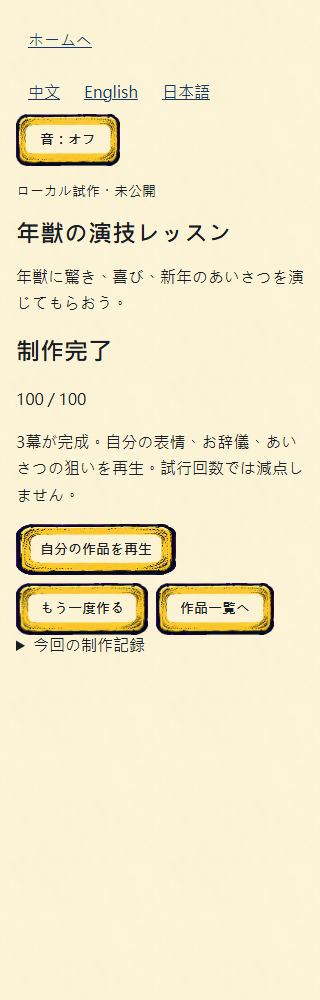 ホームへ
中文 English 日本語
音：オフ
ローカル試作・未公開
年獣の演技レッスン
年獣に驚き、喜び、新年のあいさつを演
じてもらおう。
制作完了
100 / 100
3幕が完成。自分の表情、お辞儀、あい
さつの狙いを再生。試行回数では減点し
ません。
自分の作品を再生
もう一度作る 作品一覧へ
▶ 今回の制作記録